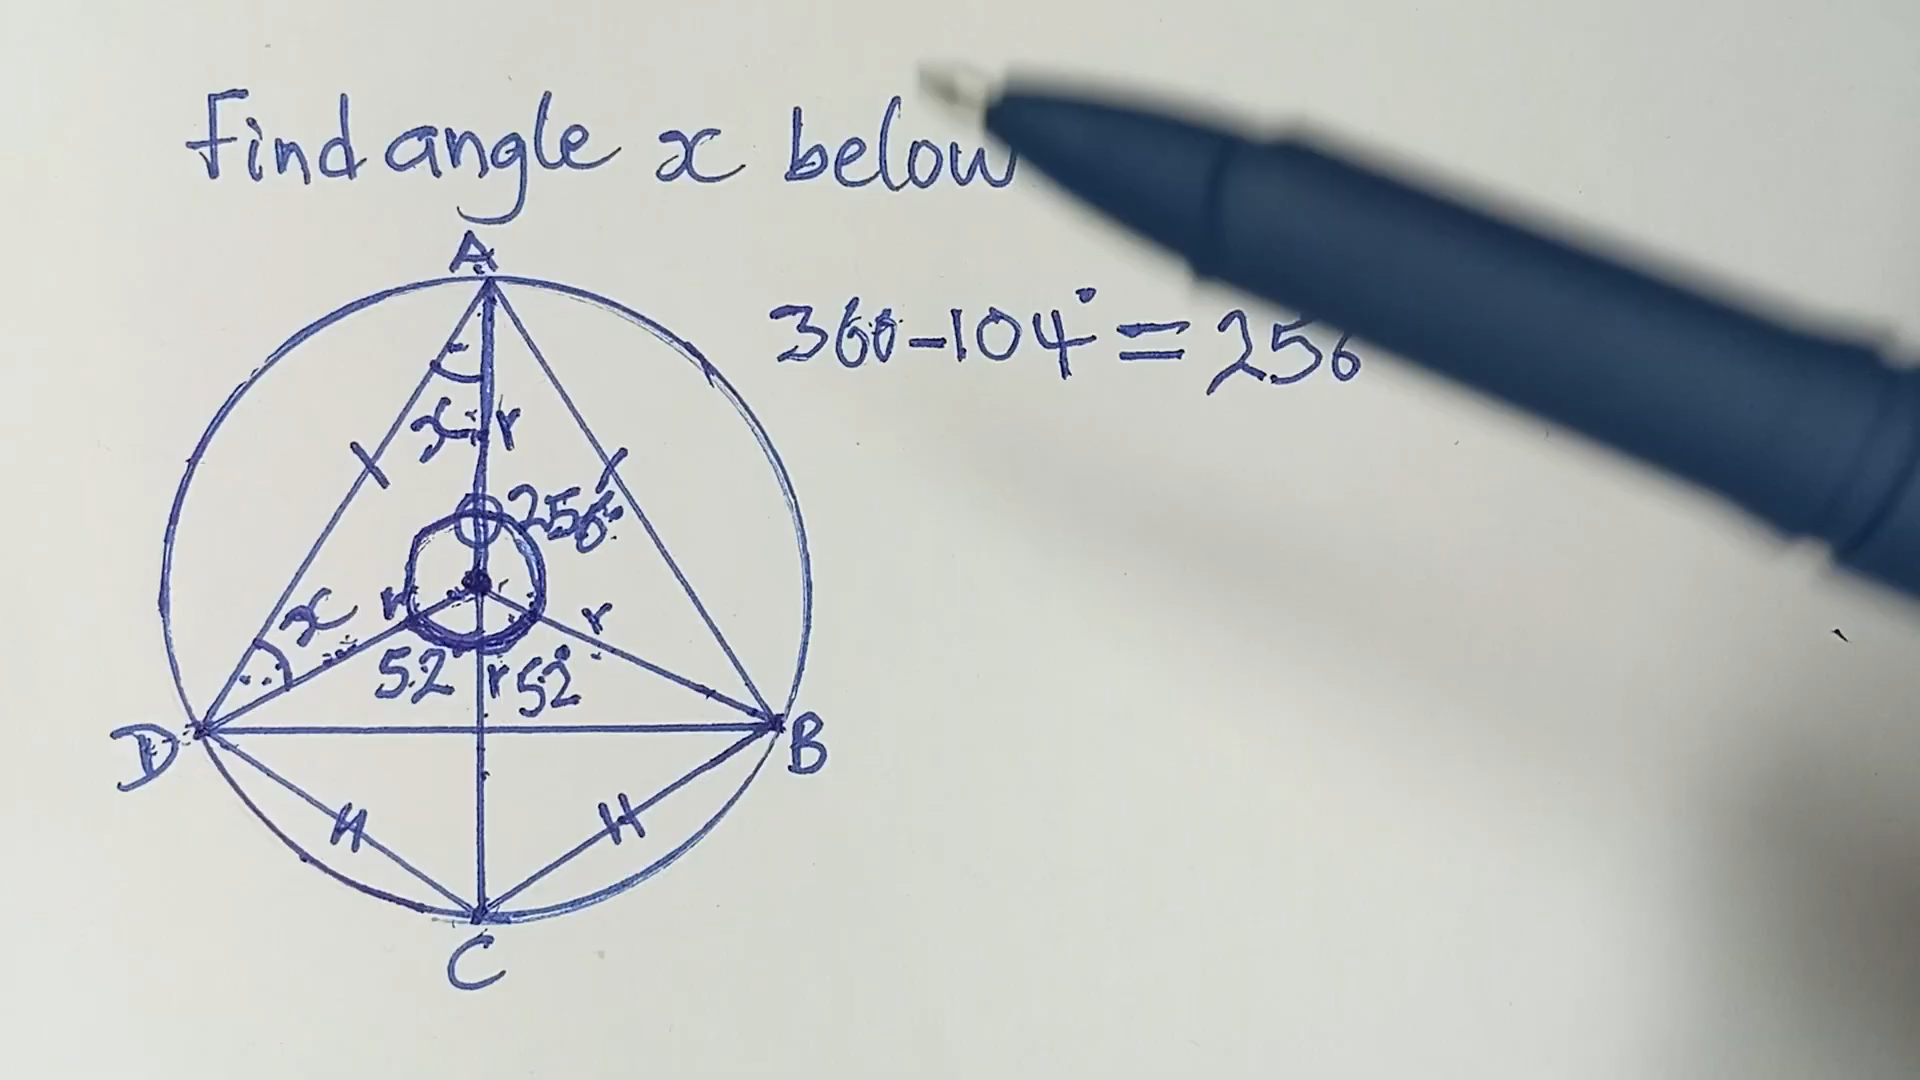 Find angle x below
A
360-104° = 256
x r
256°
x r r
52 r 52°
D B
C